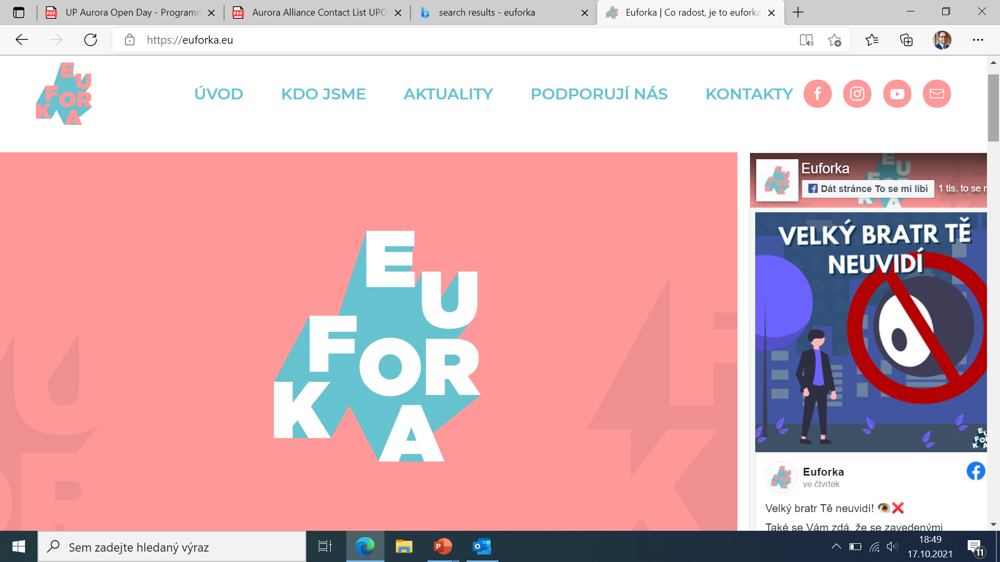 UP Aurora Open Day - Programm
Aurora Alliance Contact List UPO
search results - euforka
Euforka | Co radost, je to euforka
https://euforka.eu
E
U
FOR
K A
ÚVOD
KDO JSME
AKTUALITY
PODPORUJÍ NÁS
KONTAKTY
E
U
FOR
K A
Euforka
Dát stránce To se mi líbí
1 tis. to se m
VELKÝ BRATR TĚ
NEUVIDÍ
Euforka
ve čtvrtek
Velký bratr Tě neuvidí!
Také se Vám zdá, že se zavedenými
Sem zadejte hledaný výraz
18:49
17.10.2021
11